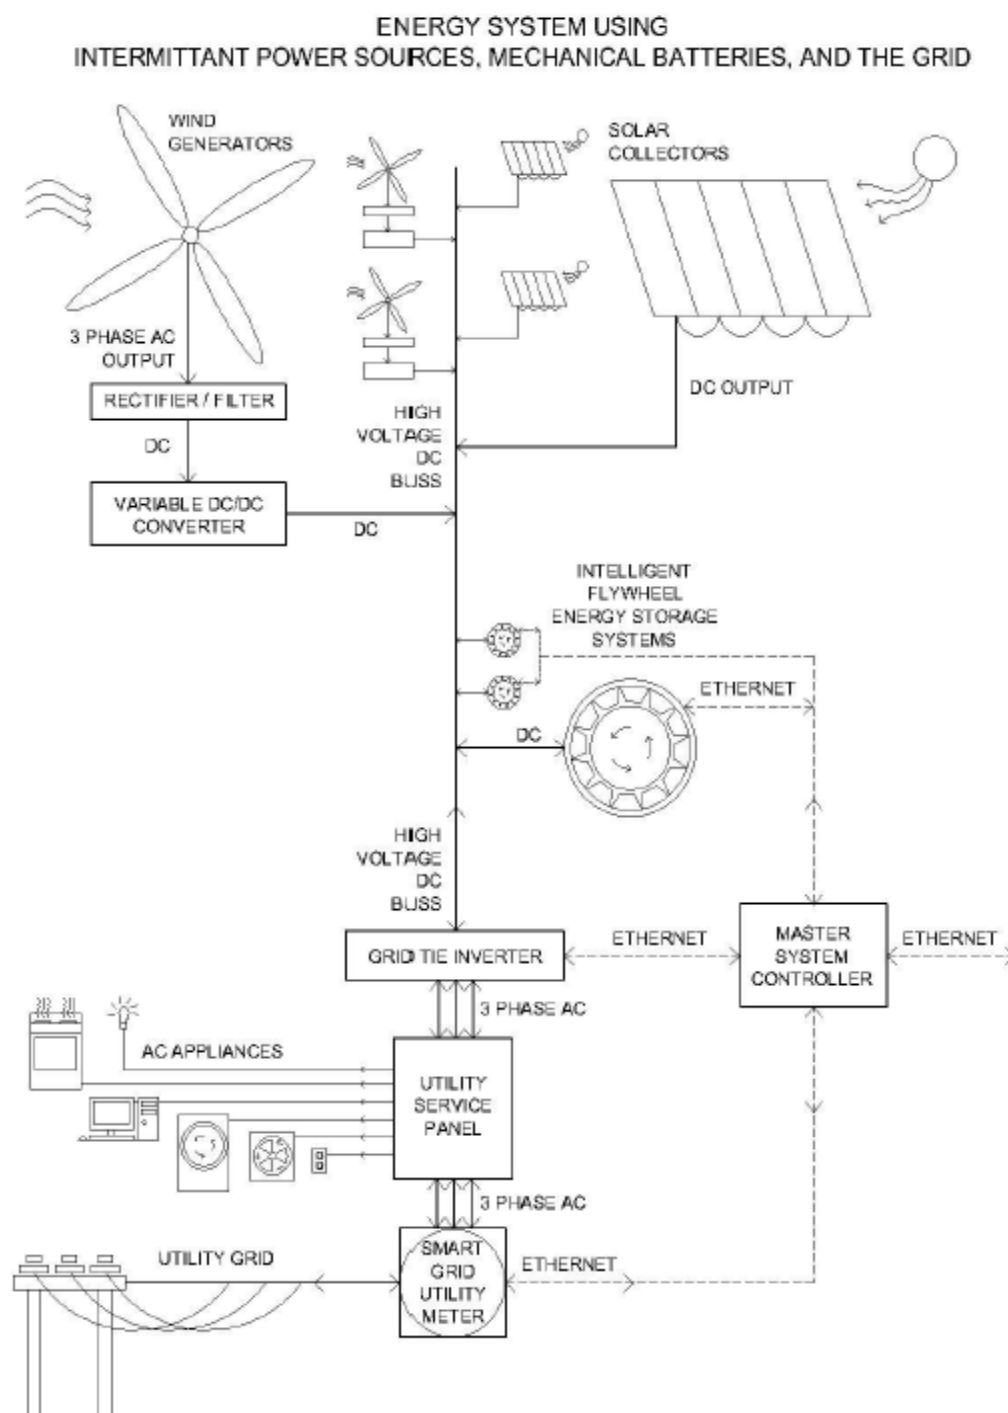 ENERGY SYSTEM USING
INTERMITTANT POWER SOURCES, MECHANICAL BATTERIES, AND THE GRID
WIND
GENERATORS
SOLAR
COLLECTORS
3 PHASE AC
OUTPUT
RECTIFIER / FILTER
DC
VARIABLE DC/DC
CONVERTER
DC
HIGH
VOLTAGE
DC
BUSS
DC OUTPUT
INTELLIGENT
FLYWHEEL
ENERGY STORAGE
SYSTEMS
ETHERNET
DC
HIGH
VOLTAGE
DC
BUSS
GRID TIE INVERTER
ETHERNET
MASTER
SYSTEM
CONTROLLER
ETHERNET
3 PHASE AC
AC APPLIANCES
UTILITY
SERVICE
PANEL
3 PHASE AC
UTILITY GRID
SMART
GRID
UTILITY
METER
ETHERNET